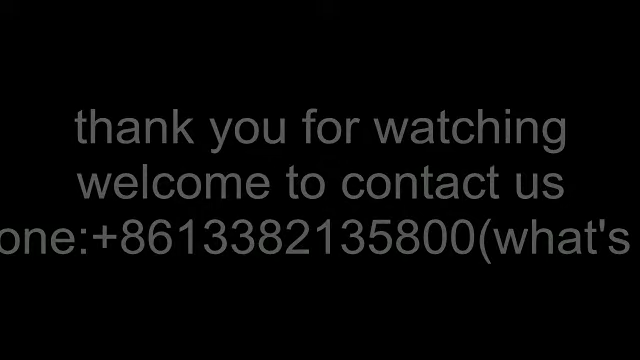 thank you for watching
welcome to contact us
one:+8613382135800(what's